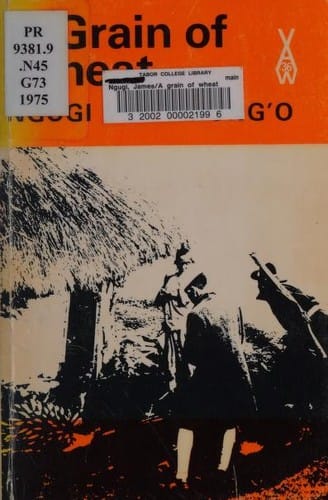 PR
9381.9
.N45
G73
1975
Grain of
heat
TABOR COLLEGE LIBRARY main
Ngugi, James/A grain of wheat
3 2002 00002199 6
NGUGI G'O
36